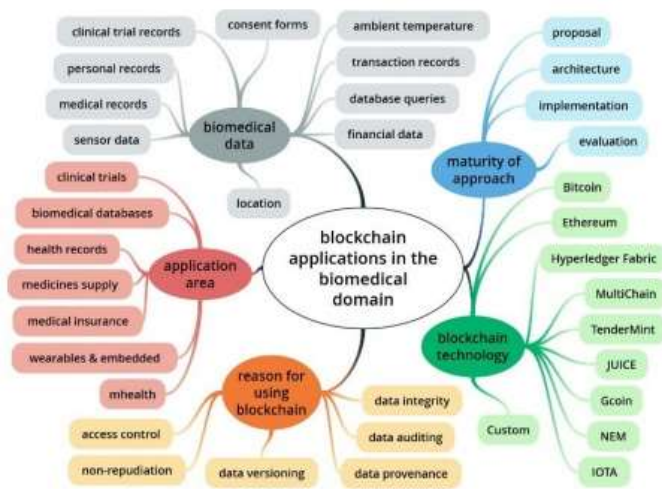 clinical trial records
consent forms
ambient temperature
personal records
transaction records
medical records
database queries
sensor data
biomedical
data
financial data
location
proposal
architecture
implementation
evaluation
maturity of
approach
clinical trials
biomedical databases
health records
medicines supply
medical insurance
wearables & embedded
mhealth
application
area
blockchain
applications in the
biomedical
domain
Bitcoin
Ethereum
Hyperledger Fabric
MultiChain
TenderMint
JUICE
Gcoin
NEM
IOTA
Custom
blockchain
technology
reason for
using
blockchain
access control
non-repudiation
data versioning
data integrity
data auditing
data provenance